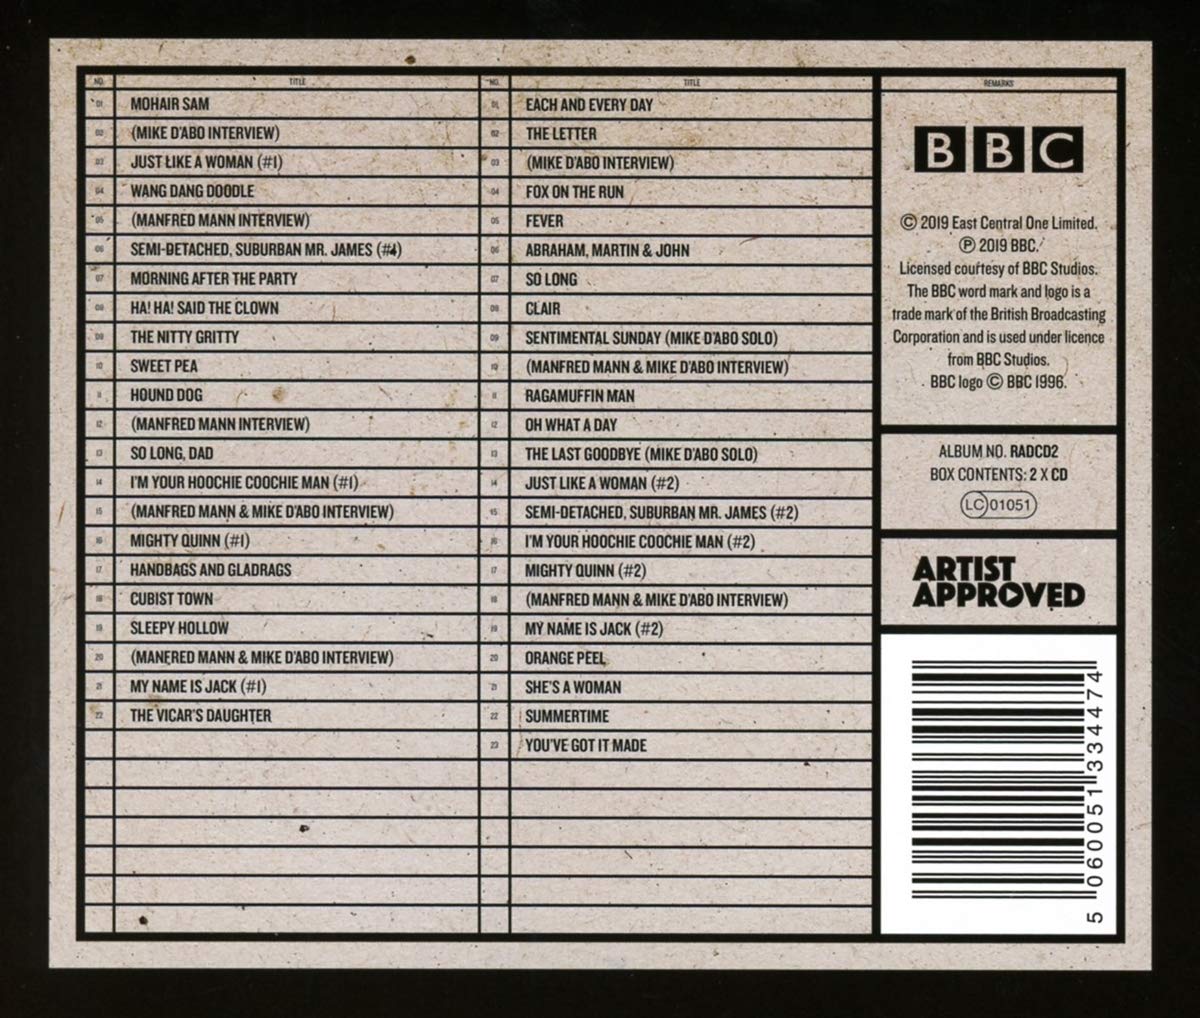 NO. TITLE
01 MOHAIR SAM
02 (MIKE D'ABO INTERVIEW)
03 JUST LIKE A WOMAN (#1)
04 WANG DANG DOODLE
05 (MANFRED MANN INTERVIEW)
06 SEMI-DETACHED, SUBURBAN MR. JAMES (#1)
07 MORNING AFTER THE PARTY
08 HA! HA! SAID THE CLOWN
09 THE NITTY GRITTY
10 SWEET PEA
11 HOUND DOG
12 (MANFRED MANN INTERVIEW)
13 SO LONG, DAD
14 I'M YOUR HOOCHIE COOCHIE MAN (#1)
15 (MANFRED MANN & MIKE D'ABO INTERVIEW)
16 MIGHTY QUINN (#1)
17 HANDBAGS AND GLADRAGS
18 CUBIST TOWN
19 SLEEPY HOLLOW
20 (MANFRED MANN & MIKE D'ABO INTERVIEW)
21 MY NAME IS JACK (#1)
22 THE VICAR'S DAUGHTER
NO. TITLE
01 EACH AND EVERY DAY
02 THE LETTER
03 (MIKE D'ABO INTERVIEW)
04 FOX ON THE RUN
05 FEVER
06 ABRAHAM, MARTIN & JOHN
07 SO LONG
08 CLAIR
09 SENTIMENTAL SUNDAY (MIKE D'ABO SOLO)
10 (MANFRED MANN & MIKE D'ABO INTERVIEW)
11 RAGAMUFFIN MAN
12 OH WHAT A DAY
13 THE LAST GOODBYE (MIKE D'ABO SOLO)
14 JUST LIKE A WOMAN (#2)
15 SEMI-DETACHED, SUBURBAN MR. JAMES (#2)
16 I'M YOUR HOOCHIE COOCHIE MAN (#2)
17 MIGHTY QUINN (#2)
18 (MANFRED MANN & MIKE D'ABO INTERVIEW)
19 MY NAME IS JACK (#2)
20 ORANGE PEEL
21 SHE'S A WOMAN
22 SUMMERTIME
23 YOU'VE GOT IT MADE
REMARKS
BBC
© 2019 East Central One Limited.
℗ 2019 BBC.
Licensed courtesy of BBC Studios.
The BBC word mark and logo is a
trade mark of the British Broadcasting
Corporation and is used under licence
from BBC Studios.
BBC logo © BBC 1996.
ALBUM NO. RADCD2
BOX CONTENTS: 2 X CD
LC 01051
ARTIST
APPROVED
5 060051 334474